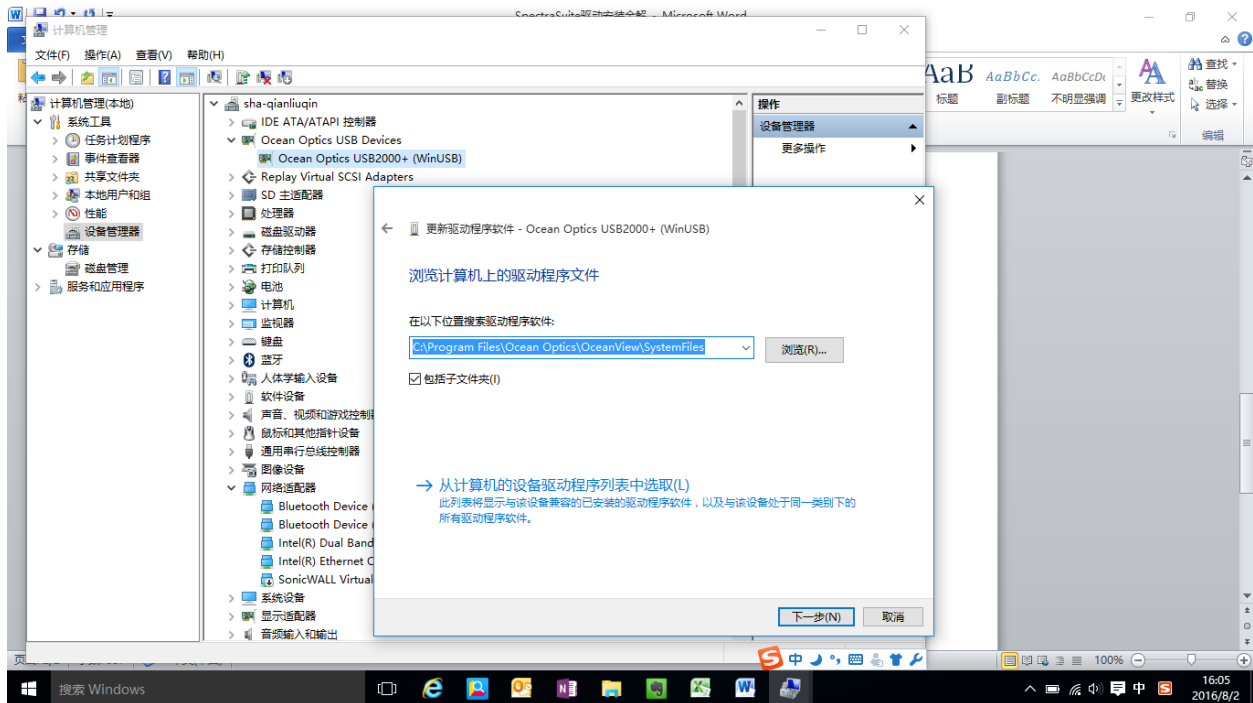 SpectraSuite驱动安装全解 - Microsoft Word
计算机管理
文件(F) 操作(A) 查看(V) 帮助(H)
AaB AaBbCc. AaBbCcDc
标题 副标题 不明显强调 更改样式
查找
替换
选择
编辑
计算机管理(本地)
系统工具
任务计划程序
事件查看器
共享文件夹
本地用户和组
性能
设备管理器
存储
磁盘管理
服务和应用程序
sha-qianliuqin
IDE ATA/ATAPI 控制器
Ocean Optics USB Devices
Ocean Optics USB2000+ (WinUSB)
Replay Virtual SCSI Adapters
SD 主适配器
处理器
磁盘驱动器
存储控制器
打印队列
电池
计算机
监视器
键盘
蓝牙
人体学输入设备
软件设备
声音、视频和游戏控制
鼠标和其他指针设备
通用串行总线控制器
图像设备
网络适配器
Bluetooth Device
Bluetooth Device
Intel(R) Dual Band
Intel(R) Ethernet C
SonicWALL Virtual
系统设备
显示适配器
音频输入和输出
操作
设备管理器
更多操作
更新驱动程序软件 - Ocean Optics USB2000+ (WinUSB)
浏览计算机上的驱动程序文件
在以下位置搜索驱动程序软件:
C:\Program Files\Ocean Optics\OceanView\SystemFiles
浏览(R)...
包括子文件夹(I)
从计算机的设备驱动程序列表中选取(L)
此列表将显示与该设备兼容的已安装的驱动程序软件，以及与该设备处于同一类别下的
所有驱动程序软件。
下一步(N) 取消
中
100%
搜索 Windows
中
16:05
2016/8/2